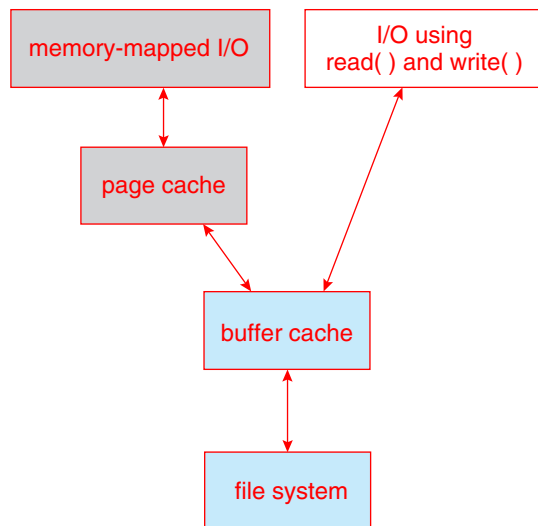 memory-mapped I/O
I/O using
read( ) and write( )
page cache
buffer cache
file system